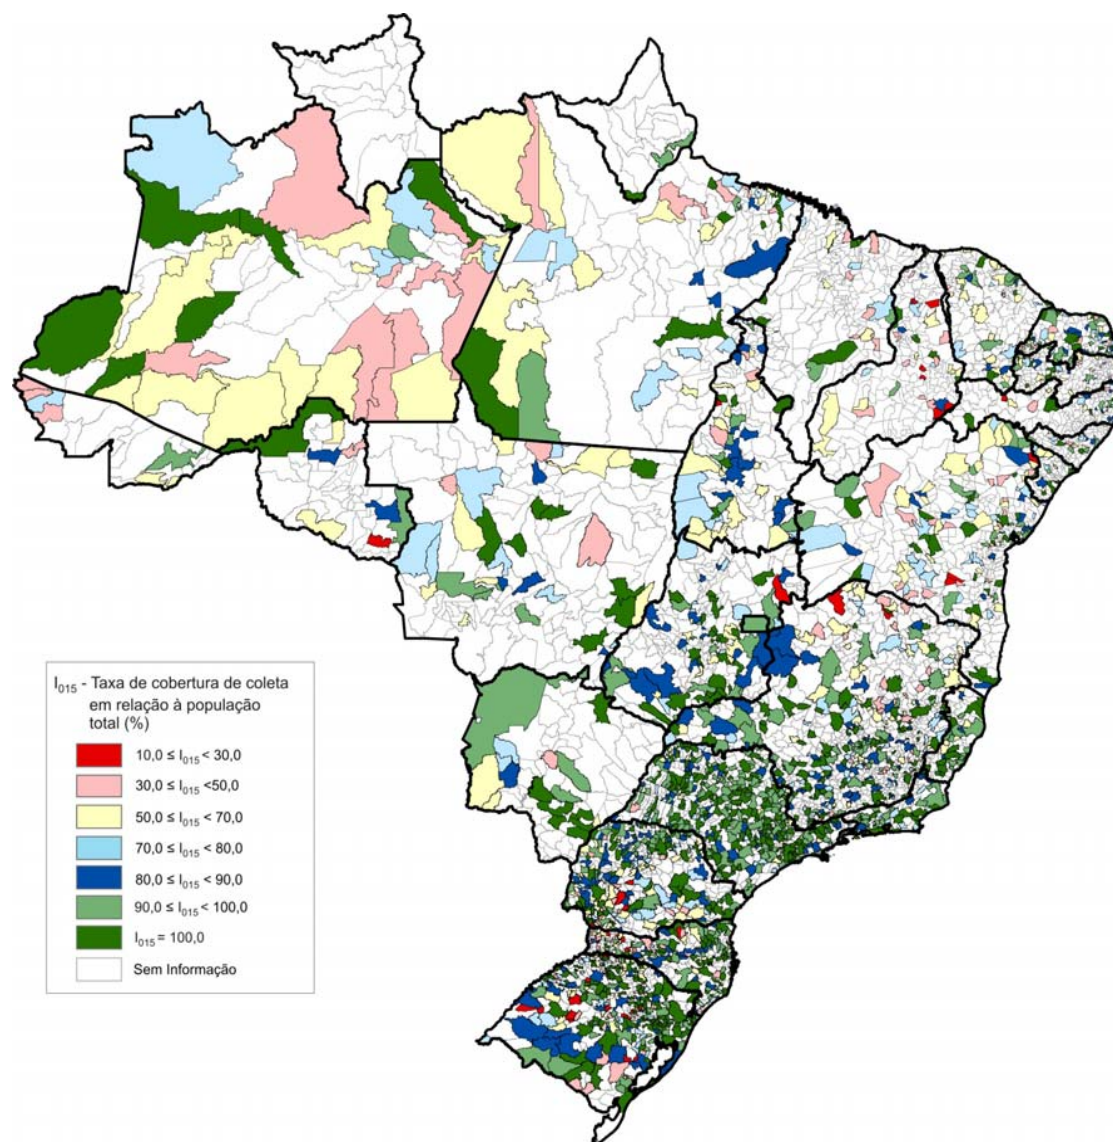 I015 - Taxa de cobertura de coleta
em relação à população
total (%)
10,0 ≤ I015 < 30,0
30,0 ≤ I015 <50,0
50,0 ≤ I015 < 70,0
70,0 ≤ I015 < 80,0
80,0 ≤ I015 < 90,0
90,0 ≤ I015 < 100,0
I015 = 100,0
Sem Informação